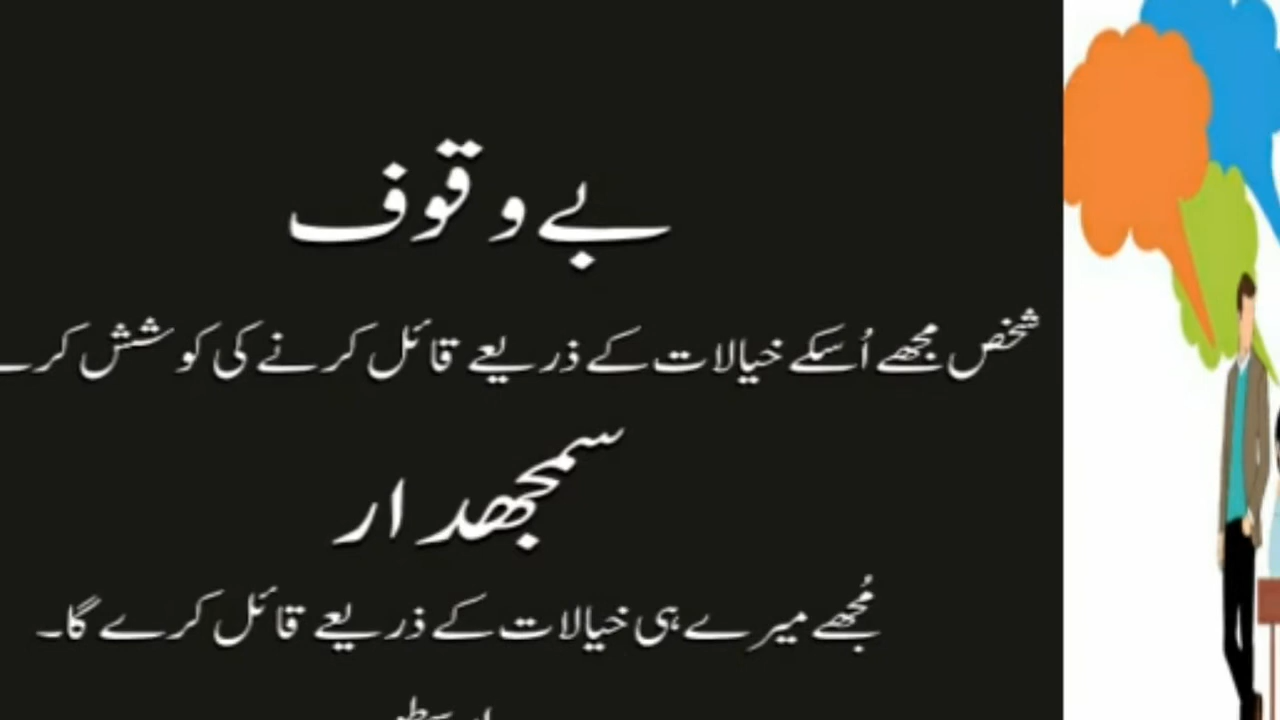 بے وقوف
شخص مجھے اُسکے خیالات کے ذریعے قائل کرنے کی کوشش
سمجھدار
مُجھے میرے ہی خیالات کے ذریعے قائل کرے گا۔